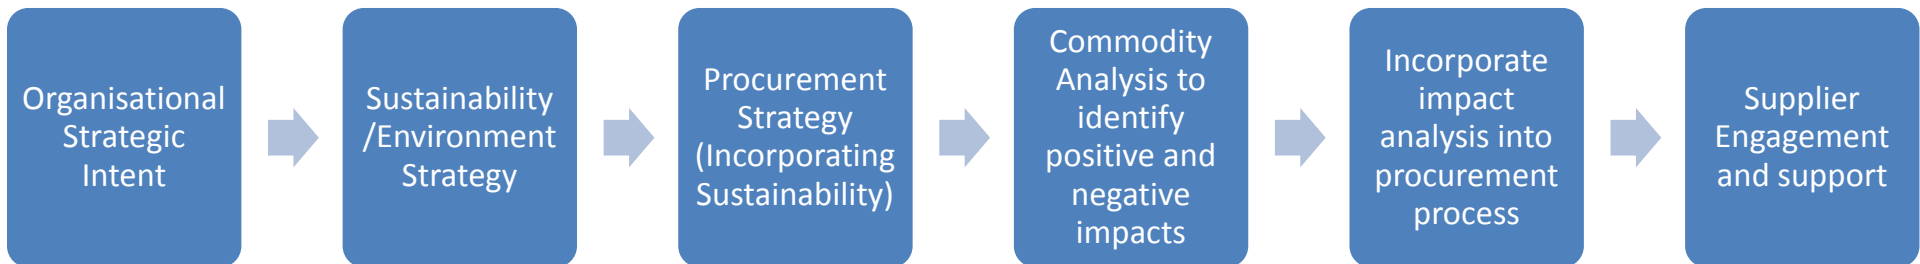 Organisational
Strategic
Intent
Sustainability
/Environment
Strategy
Procurement
Strategy
(Incorporating
Sustainability)
Commodity
Analysis to
identify
positive and
negative
impacts
Incorporate
impact
analysis into
procurement
process
Supplier
Engagement
and support